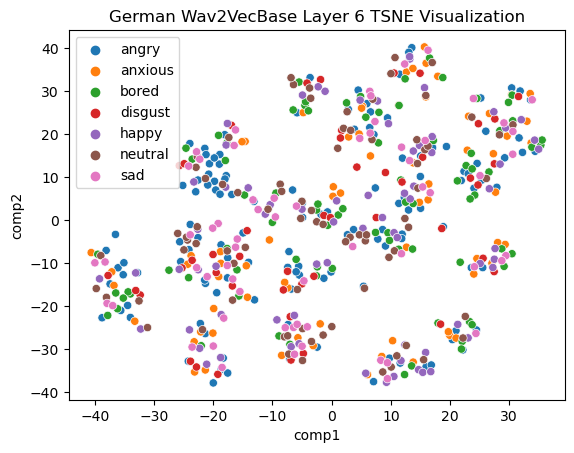 German Wav2VecBase Layer 6 TSNE Visualization
angry
anxious
bored
disgust
happy
neutral
sad
40
30
20
10
0
−10
−20
−30
−40
comp2
−40 −30 −20 −10 0 10 20 30
comp1